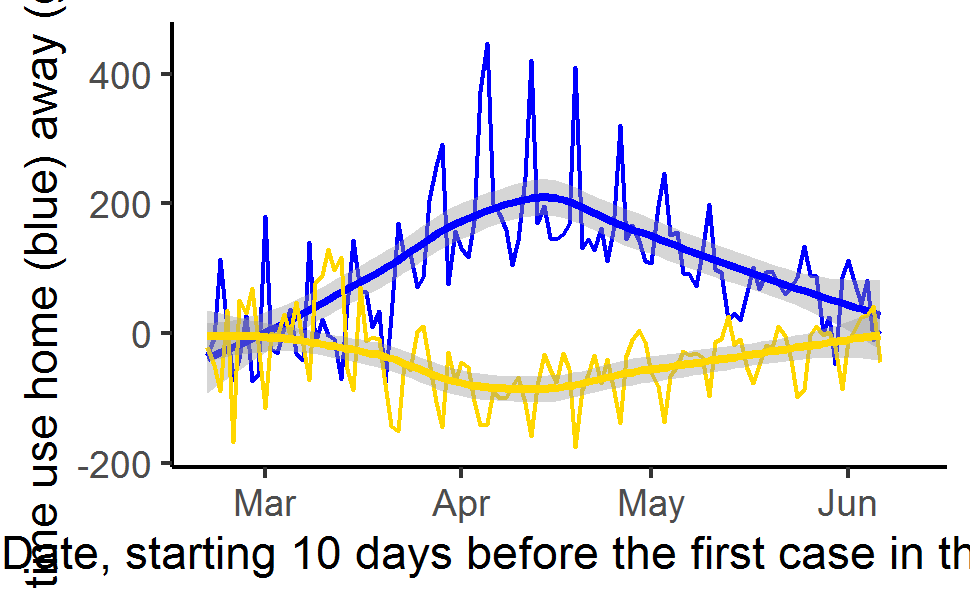 time use home (blue) away (
400
200
0
-200
Mar Apr May Jun
Date, starting 10 days before the first case in th